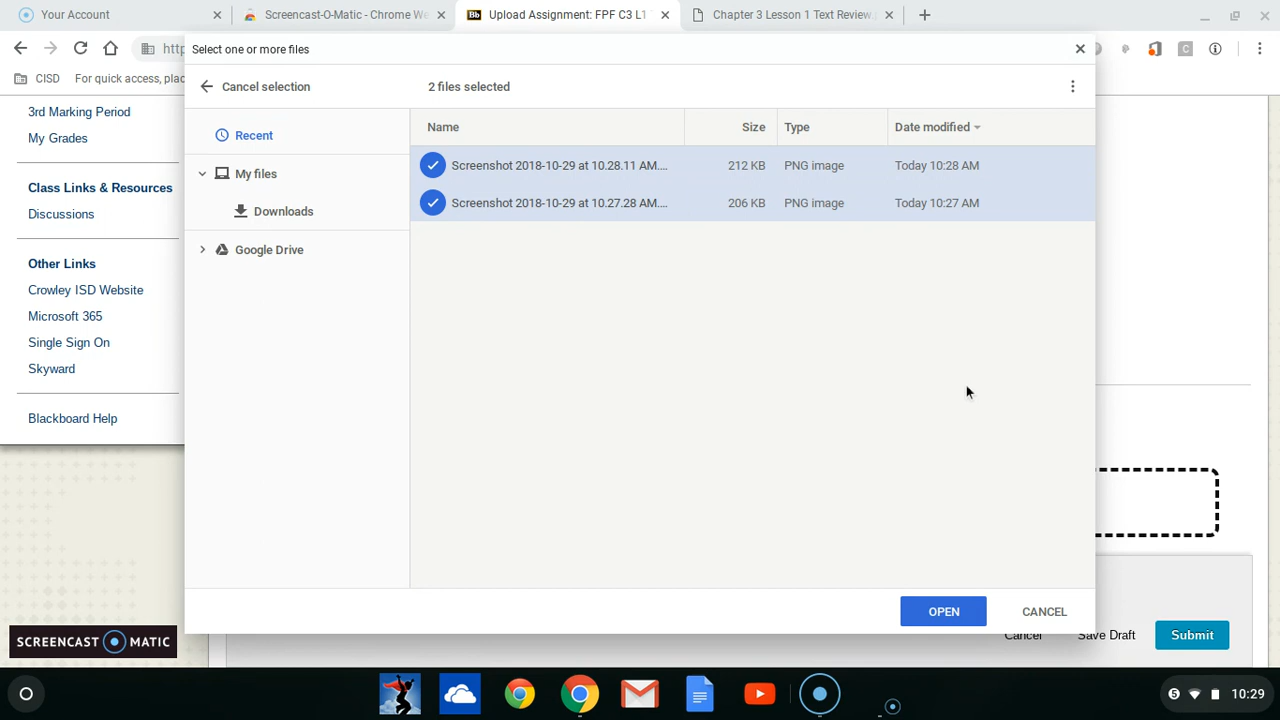 Your Account
Screencast-O-Matic - Chrome We
Bb Upload Assignment: FPF C3 L1
Chapter 3 Lesson 1 Text Review.
http
CISD
For quick access, plac
Select one or more files
Cancel selection
2 files selected
Recent
My files
Downloads
Google Drive
Name
Size
Type
Date modified
Screenshot 2018-10-29 at 10.28.11 AM....
212 KB
PNG image
Today 10:28 AM
Screenshot 2018-10-29 at 10.27.28 AM....
206 KB
PNG image
Today 10:27 AM
OPEN
CANCEL
3rd Marking Period
My Grades
Class Links & Resources
Discussions
Other Links
Crowley ISD Website
Microsoft 365
Single Sign On
Skyward
Blackboard Help
Cancel
Save Draft
Submit
SCREENCAST MATIC
5
10:29